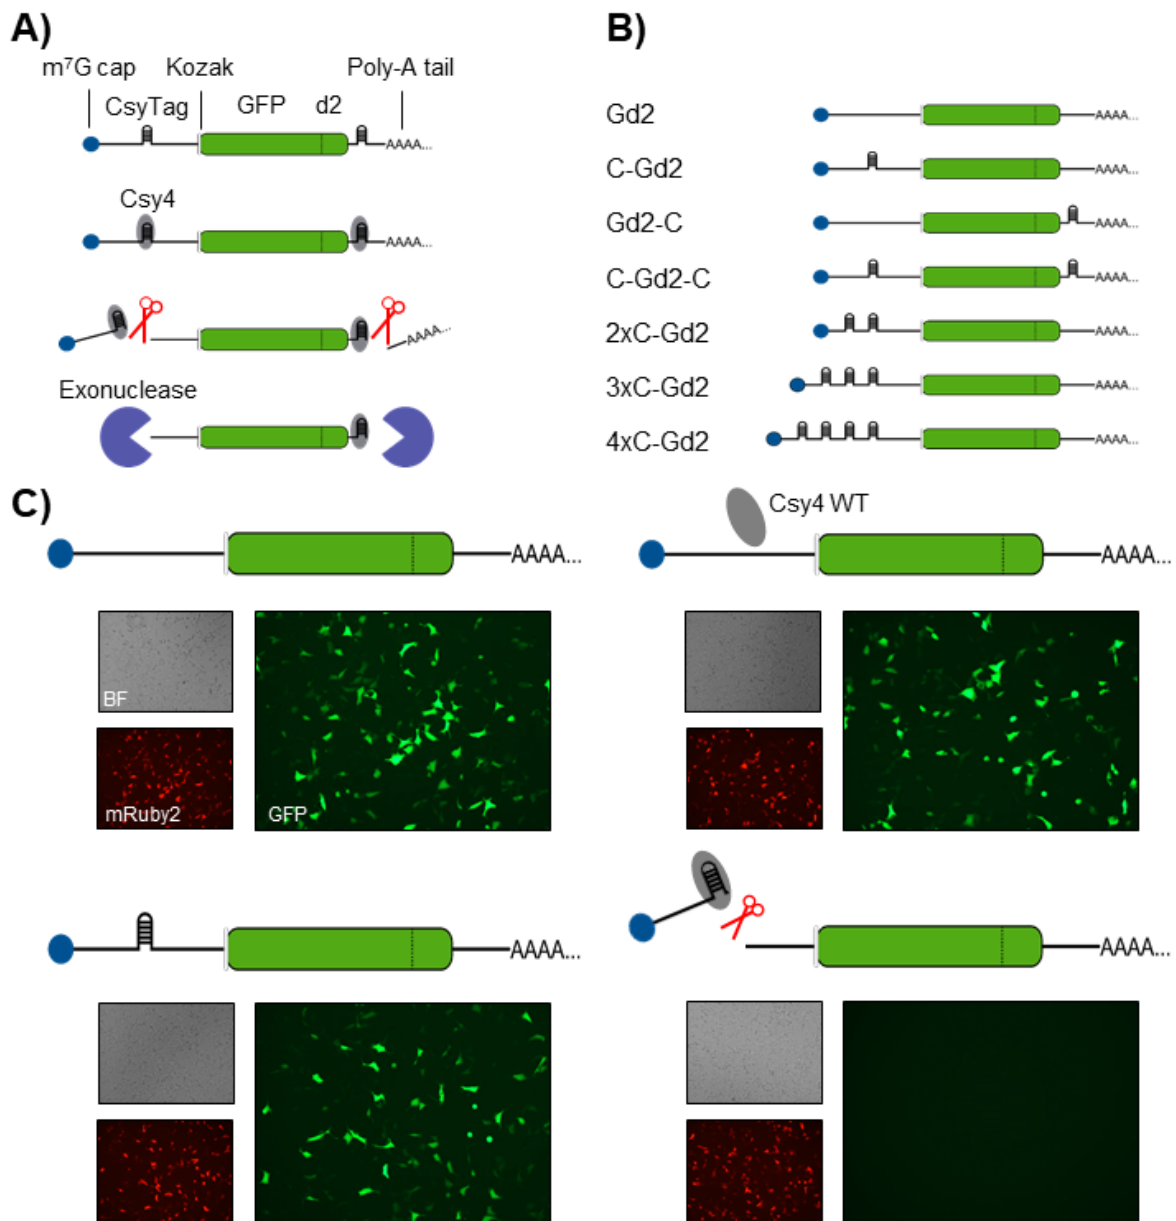 A)
m⁷G cap Kozak Poly-A tail
CsyTag GFP d2
AAAA...
Csy4
AAAA...
AAAA...
Exonuclease
B)
Gd2 AAAA...
C-Gd2 AAAA...
Gd2-C AAAA...
C-Gd2-C AAAA...
2xC-Gd2 AAAA...
3xC-Gd2 AAAA...
4xC-Gd2 AAAA...
C)
AAAA...
BF
mRuby2 GFP
Csy4 WT
AAAA...
AAAA...
AAAA...